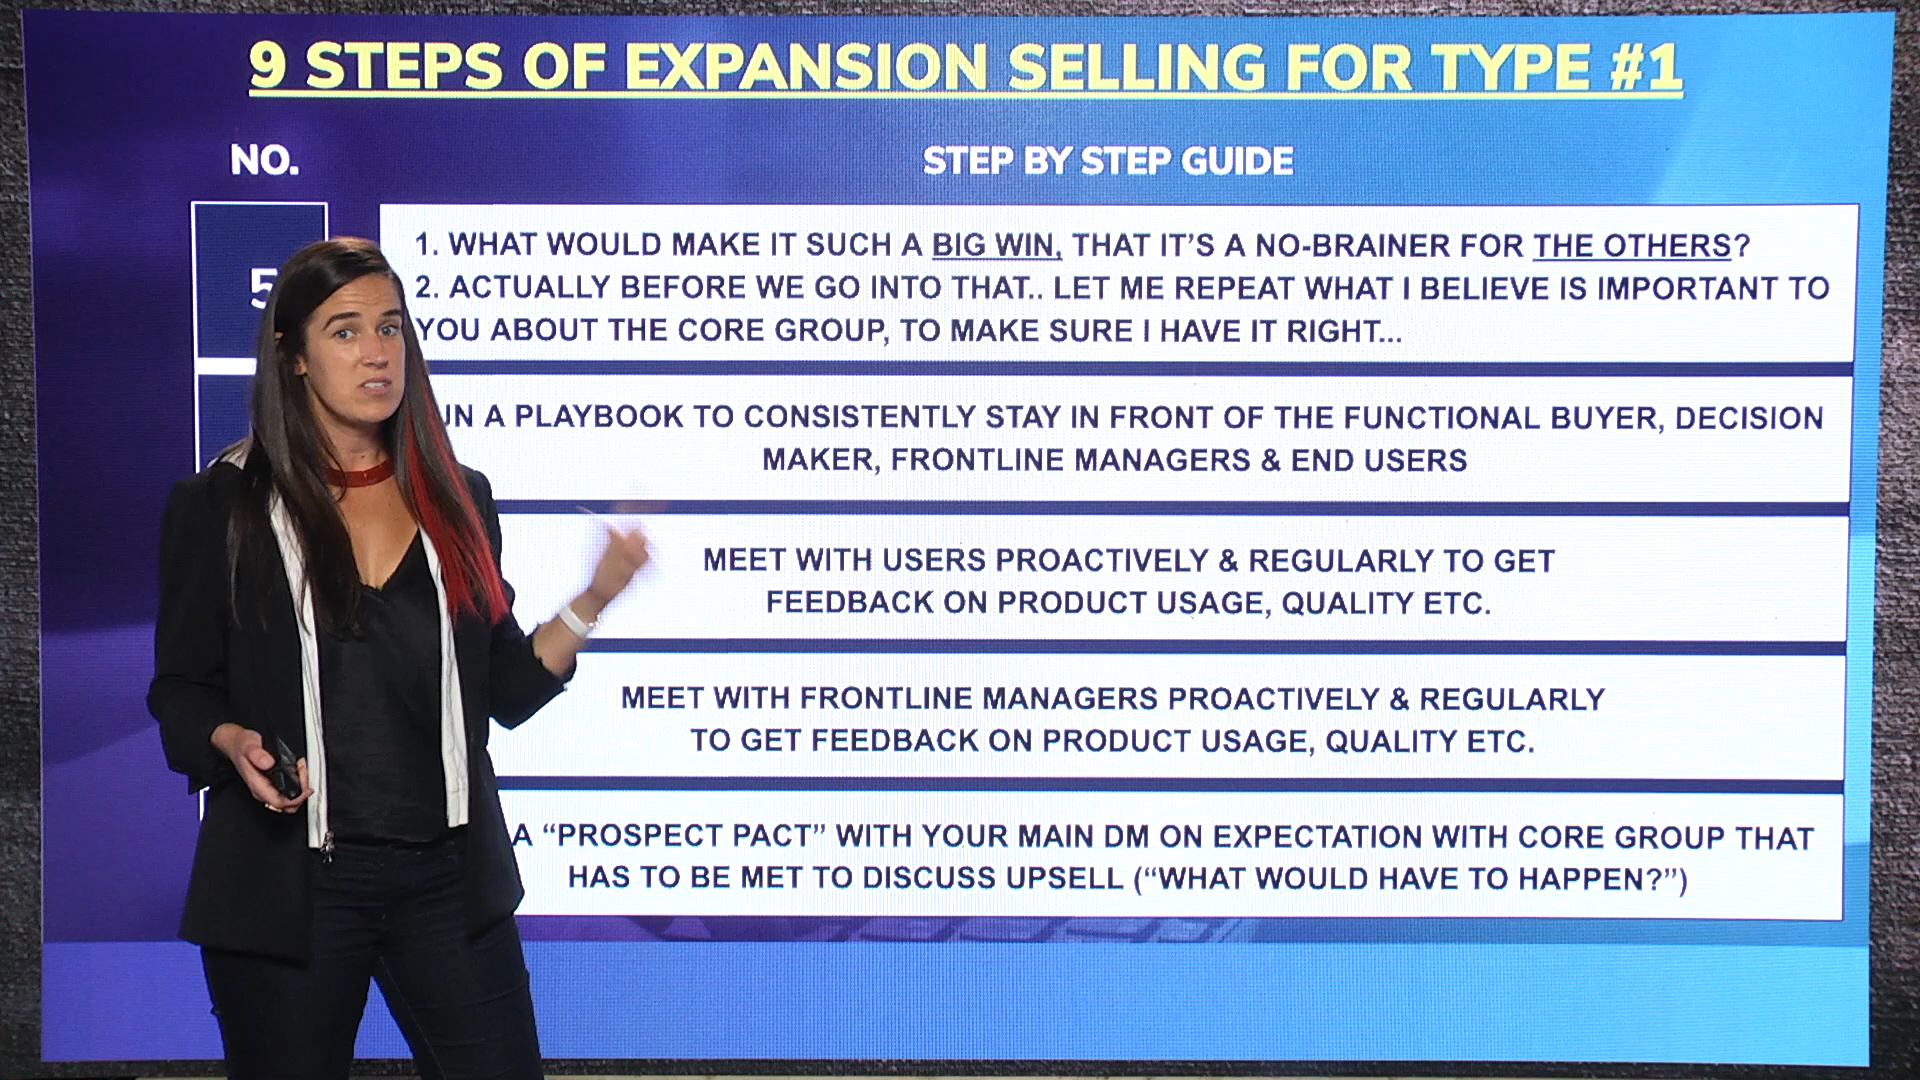 9 STEPS OF EXPANSION SELLING FOR TYPE #1
NO.
STEP BY STEP GUIDE
5
1. WHAT WOULD MAKE IT SUCH A BIG WIN, THAT IT’S A NO-BRAINER FOR THE OTHERS?
2. ACTUALLY BEFORE WE GO INTO THAT.. LET ME REPEAT WHAT I BELIEVE IS IMPORTANT TO
YOU ABOUT THE CORE GROUP, TO MAKE SURE I HAVE IT RIGHT...
A PLAYBOOK TO CONSISTENTLY STAY IN FRONT OF THE FUNCTIONAL BUYER, DECISION
MAKER, FRONTLINE MANAGERS & END USERS
MEET WITH USERS PROACTIVELY & REGULARLY TO GET
FEEDBACK ON PRODUCT USAGE, QUALITY ETC.
MEET WITH FRONTLINE MANAGERS PROACTIVELY & REGULARLY
TO GET FEEDBACK ON PRODUCT USAGE, QUALITY ETC.
A “PROSPECT PACT” WITH YOUR MAIN DM ON EXPECTATION WITH CORE GROUP THAT
HAS TO BE MET TO DISCUSS UPSELL (“WHAT WOULD HAVE TO HAPPEN?”)